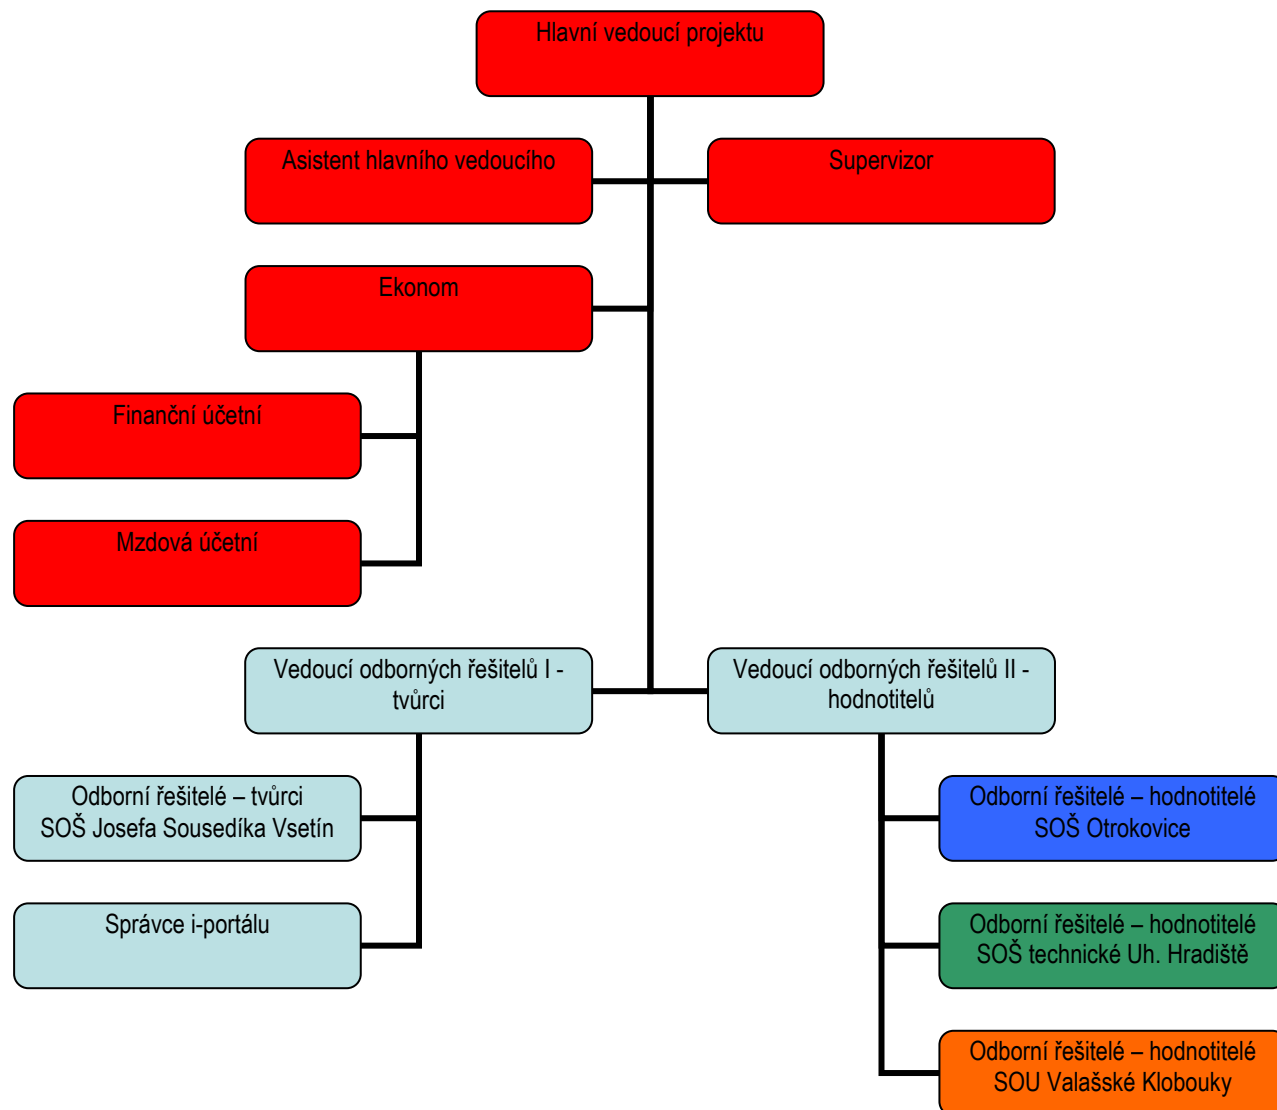 Hlavní vedoucí projektu
Asistent hlavního vedoucího
Supervizor
Ekonom
Finanční účetní
Mzdová účetní
Vedoucí odborných řešitelů I -
tvůrci
Vedoucí odborných řešitelů II -
hodnotitelů
Odborní řešitelé – tvůrci
SOŠ Josefa Sousedíka Vsetín
Odborní řešitelé – hodnotitelé
SOŠ Otrokovice
Správce i-portálu
Odborní řešitelé – hodnotitelé
SOŠ technické Uh. Hradiště
Odborní řešitelé – hodnotitelé
SOU Valašské Klobouky